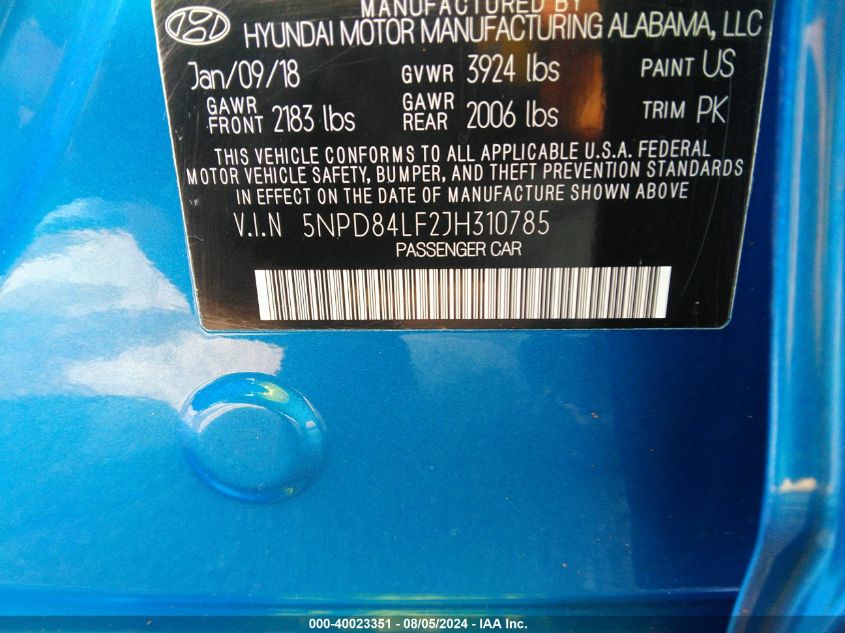 MANUFACTURED BY
HYUNDAI MOTOR MANUFACTURING ALABAMA, LLC
Jan/09/18 GVWR 3924 lbs PAINT US
GAWR FRONT 2183 lbs GAWR REAR 2006 lbs TRIM PK
THIS VEHICLE CONFORMS TO ALL APPLICABLE U.S.A. FEDERAL
MOTOR VEHICLE SAFETY, BUMPER, AND THEFT PREVENTION STANDARDS
IN EFFECT ON THE DATE OF MANUFACTURE SHOWN ABOVE
V.I.N 5NPD84LF2JH310785
PASSENGER CAR
000-40023351 - 08/05/2024 - IAA Inc.